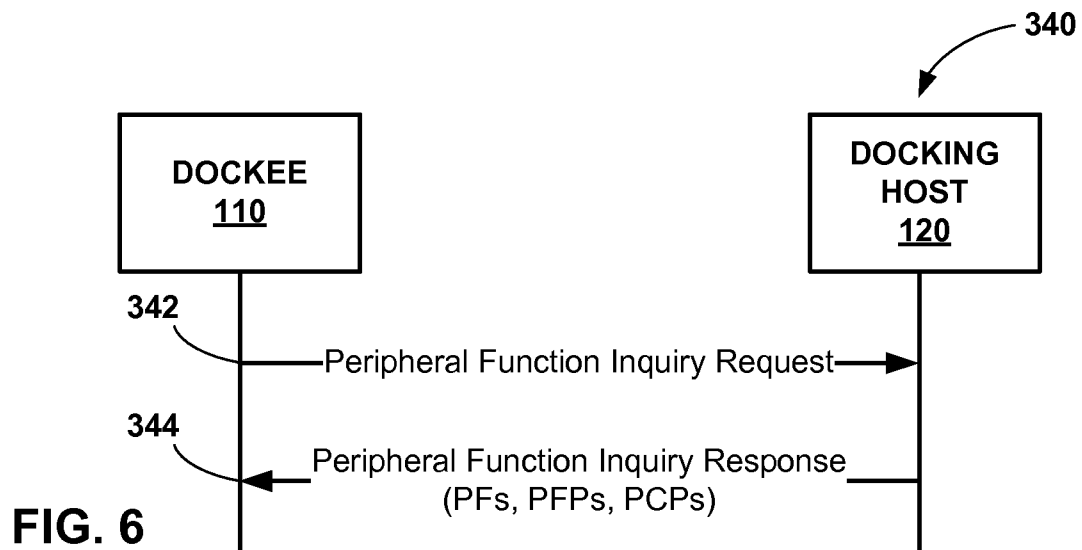 340
DOCKEE
110
DOCKING
HOST
120
342
Peripheral Function Inquiry Request
344
Peripheral Function Inquiry Response
(PFs, PFPs, PCPs)
FIG. 6